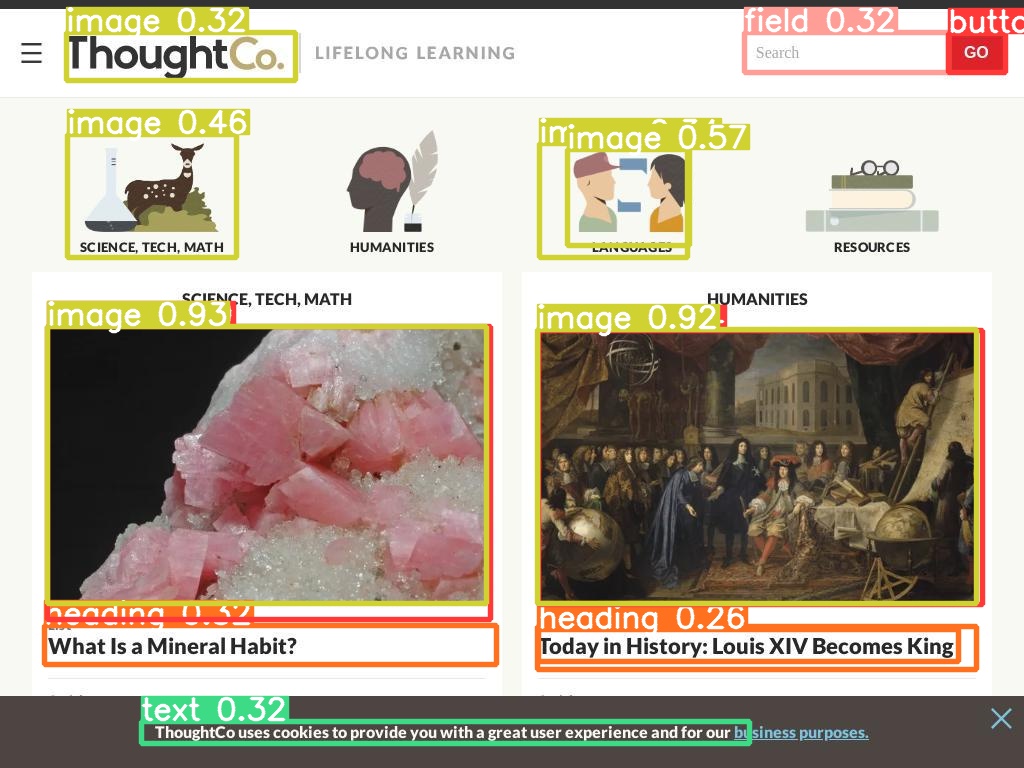 image 0.32
field 0.32
ThoughtCo.
LIFELONG LEARNING
Search
GO
image 0.46
image 0.57
SCIENCE, TECH, MATH
HUMANITIES
LANGUAGES
RESOURCES
SCIENCE, TECH, MATH
HUMANITIES
image 0.93
image 0.92
heading 0.32
heading 0.26
What Is a Mineral Habit?
Today in History: Louis XIV Becomes King
text 0.32
ThoughtCo uses cookies to provide you with a great user experience and for our business purposes.